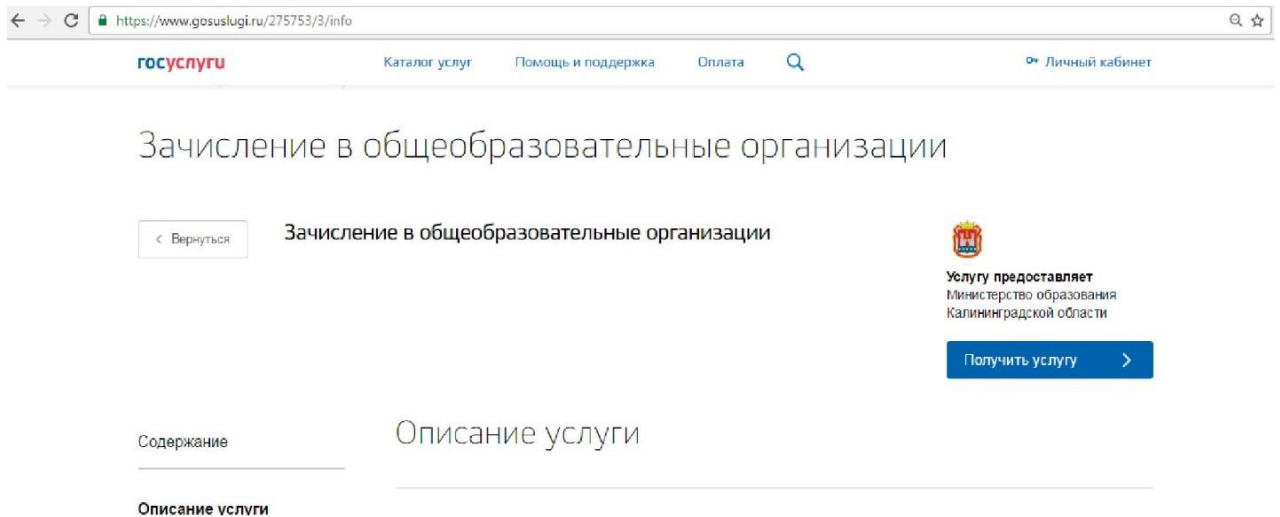 https://www.gosuslugi.ru/275753/3/info
госуслуги Каталог услуг Помощь и поддержка Оплата Личный кабинет
Зачисление в общеобразовательные организации
< Вернуться Зачисление в общеобразовательные организации
Услугу предоставляет
Министерство образования
Калининградской области
Получить услугу >
Содержание
Описание услуги
Описание услуги